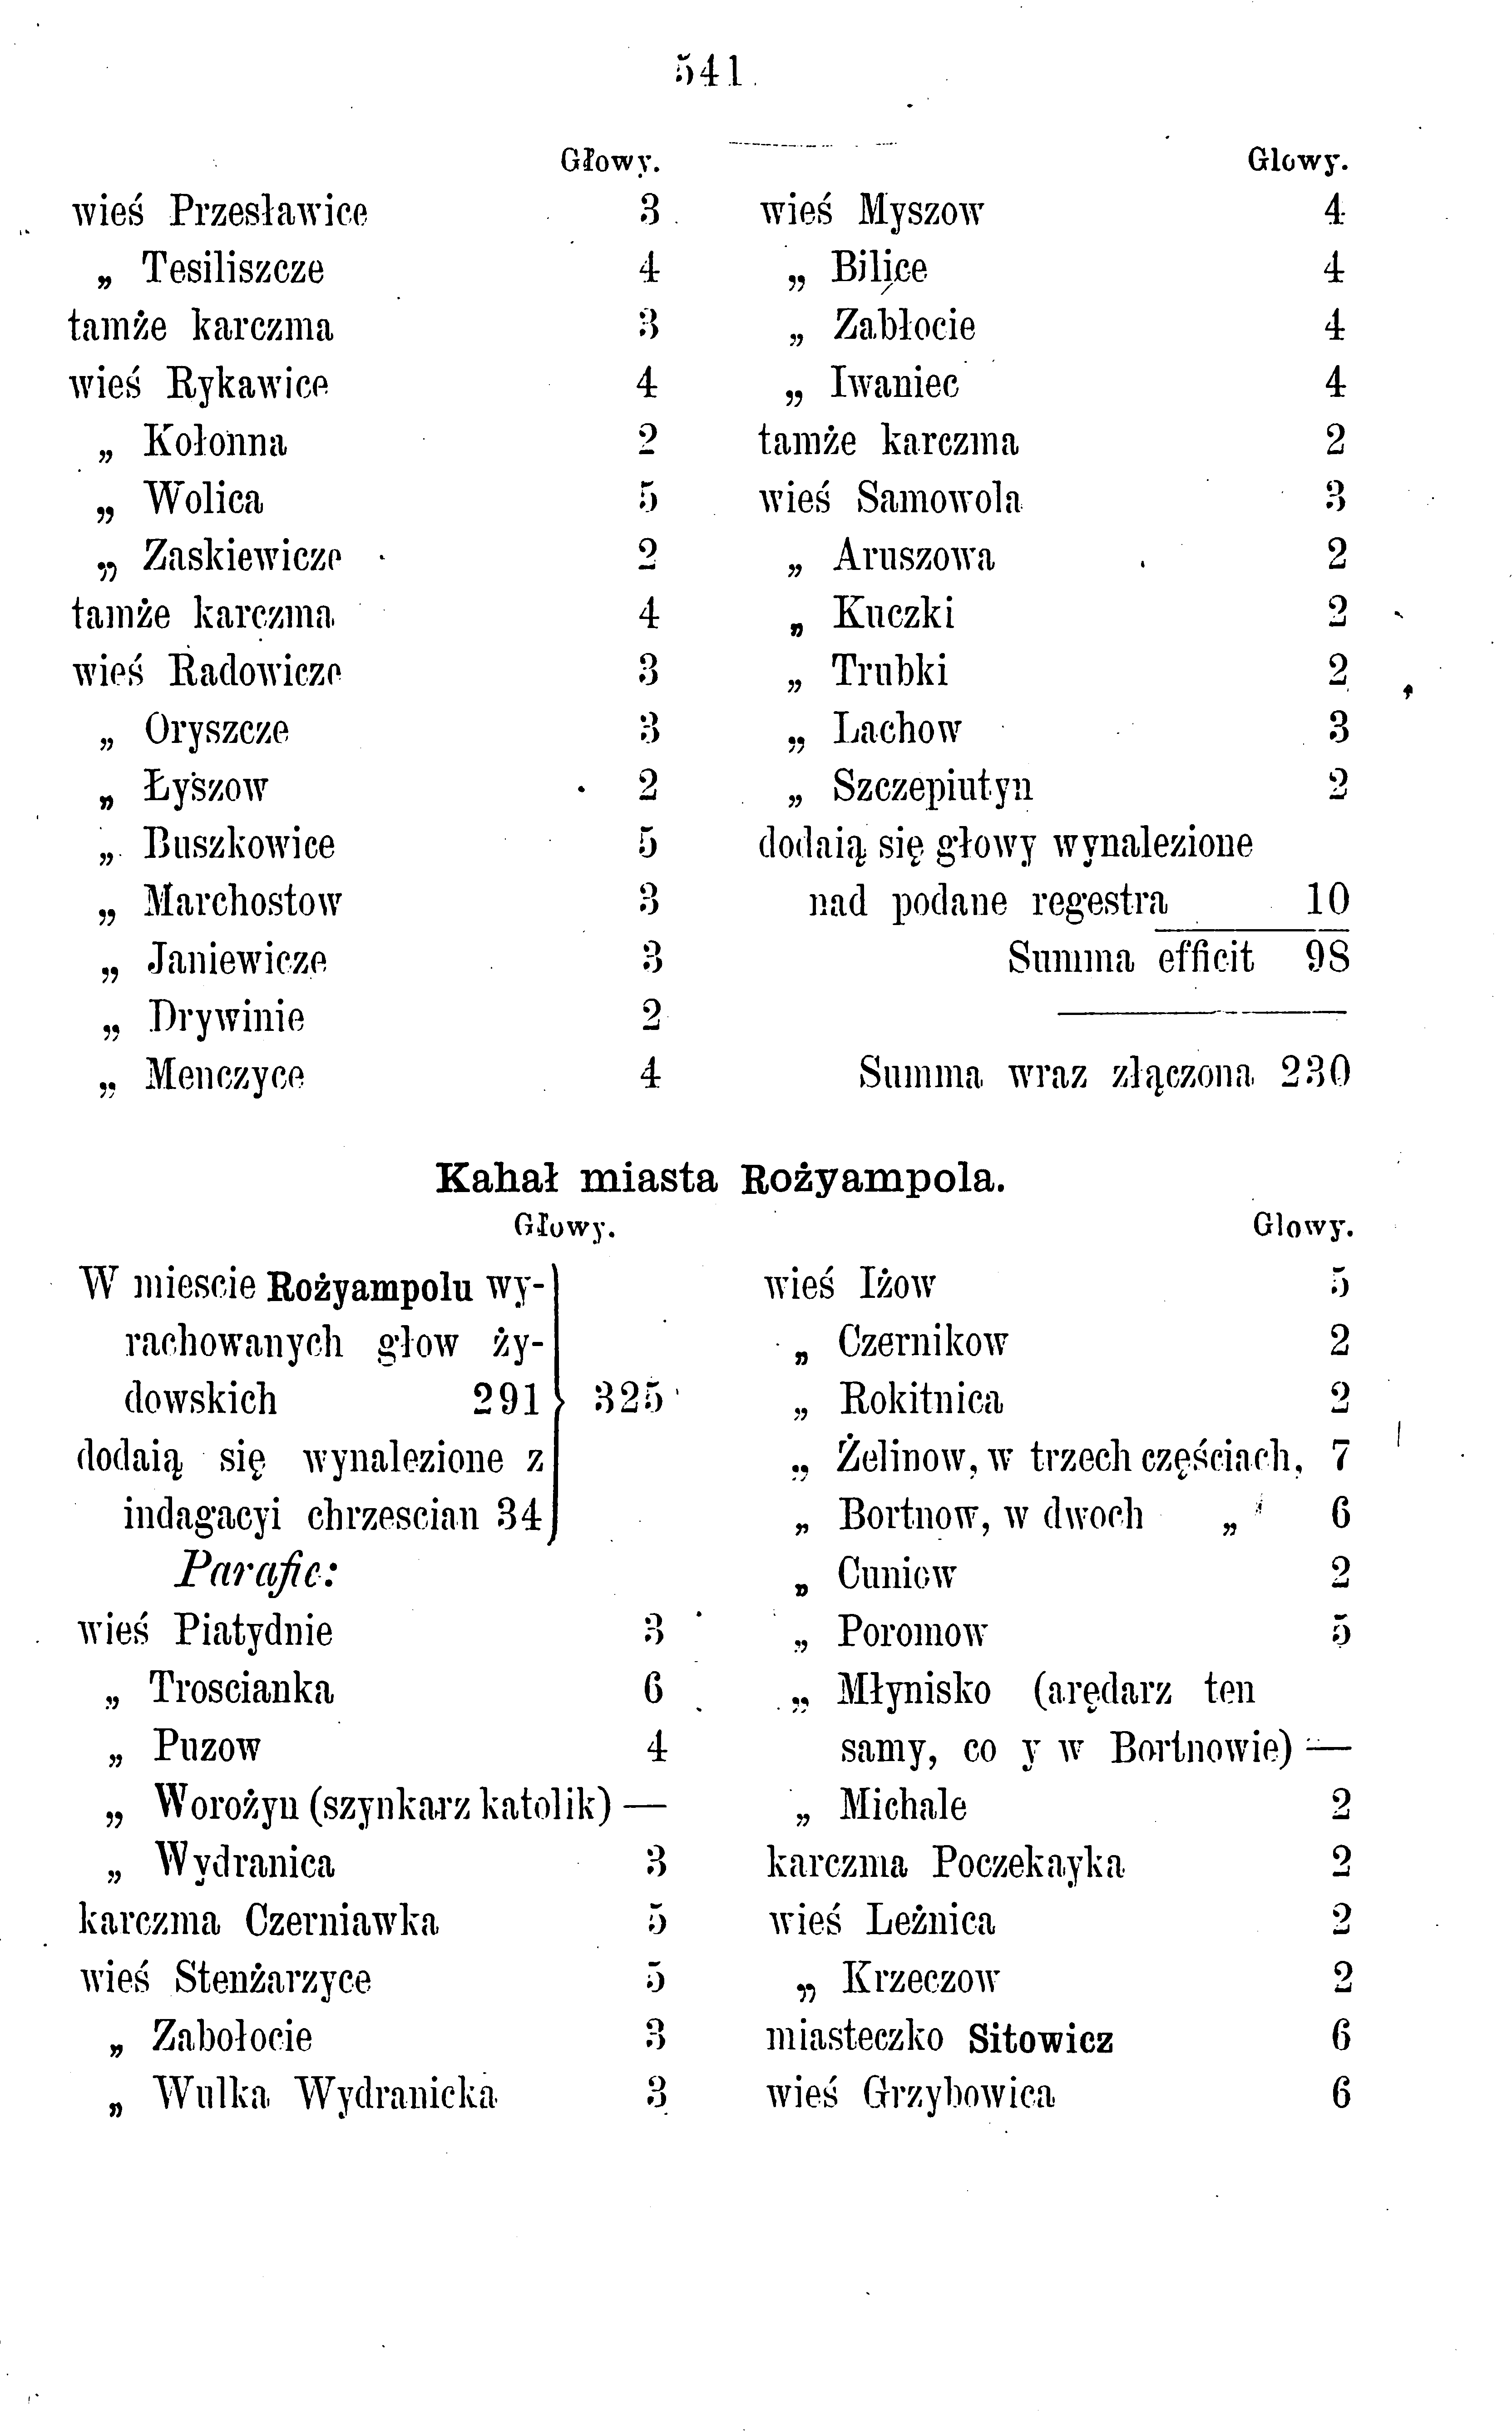 541
Głowy.
wieś Przesławice 3
„ Tesiliszcze 4
tamże karczma 3
wieś Rykawice 4
„ Kołonna 2
„ Wolica 5
„ Zaskiewicze 2
tamże karczma 4
wieś Radowicze 3
„ Oryszcze 3
„ Łyszow 2
„ Buszkowice 5
„ Marchostow 3
„ Janiewicze 3
„ Drywinie 2
„ Menczyce 4
Głowy.
wieś Myszow 4
„ Bilice 4
„ Zabłocie 4
„ Iwaniec 4
tamże karczma 2
wieś Samowola 3
„ Aruszowa 2
„ Kuczki 2
„ Trubki 2
„ Lachow 3
„ Szczepiutyn 2
dodaią się głowy wynalezione
nad podane regestra 10
Summa efficit 98
Summa wraz złączona 230
Kahał miasta Rożyampola.
Głowy.
W miescie Rożyampolu wy-
rachowanych głow ży-
dowskich 291 } 325
dodaią się wynalezione z
indagacyi chrzescian 34
Parafie:
wieś Piatydnie 3
„ Troscianka 6
„ Puzow 4
„ Worożyn (szynkarz katolik) —
„ Wydranica 3
karczma Czerniawka 5
wieś Stenżarzyce 5
„ Zabołocie 3
„ Wulka Wydranicka 3
Głowy.
wieś Iżow 5
„ Czernikow 2
„ Rokitnica 2
„ Żelinow, w trzech częściach, 7
„ Bortnow, w dwoch „ 6
„ Cuniow 2
„ Poromow 5
„ Młynisko (arędarz ten
samy, co y w Bortnowie) —
„ Michale 2
karczma Poczekayka 2
wieś Leżnica 2
„ Krzeczow 2
miasteczko Sitowicz 6
wieś Grzybowica 6